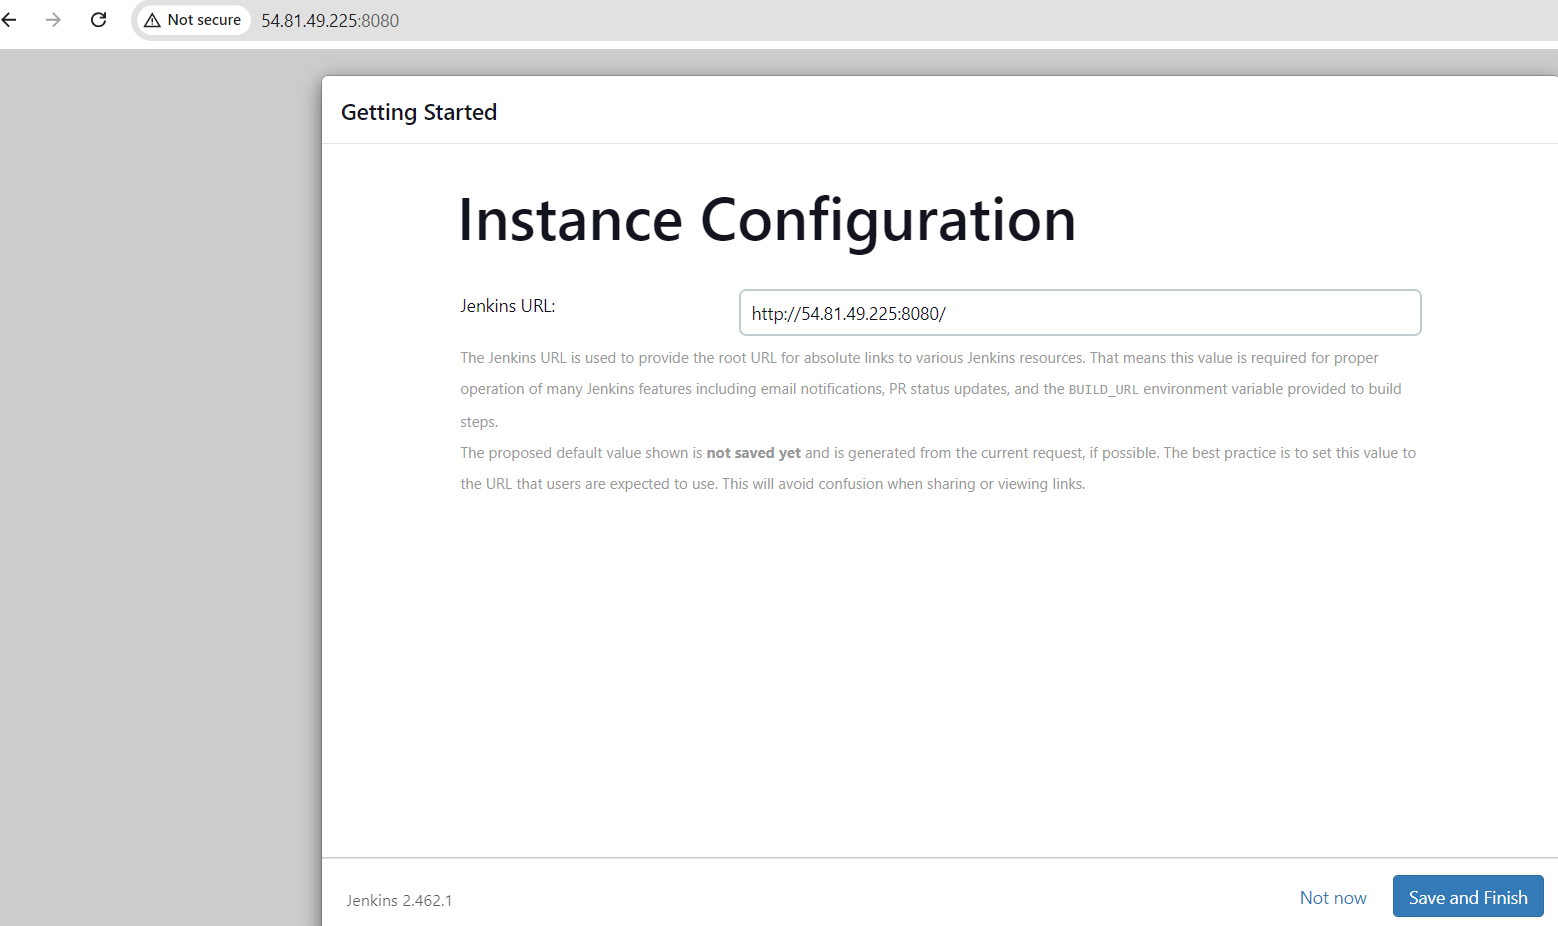 Not secure 54.81.49.225:8080
Getting Started
Instance Configuration
Jenkins URL:
http://54.81.49.225:8080/
The Jenkins URL is used to provide the root URL for absolute links to various Jenkins resources. That means this value is required for proper
operation of many Jenkins features including email notifications, PR status updates, and the BUILD_URL environment variable provided to build
steps.
The proposed default value shown is not saved yet and is generated from the current request, if possible. The best practice is to set this value to
the URL that users are expected to use. This will avoid confusion when sharing or viewing links.
Jenkins 2.462.1
Not now
Save and Finish